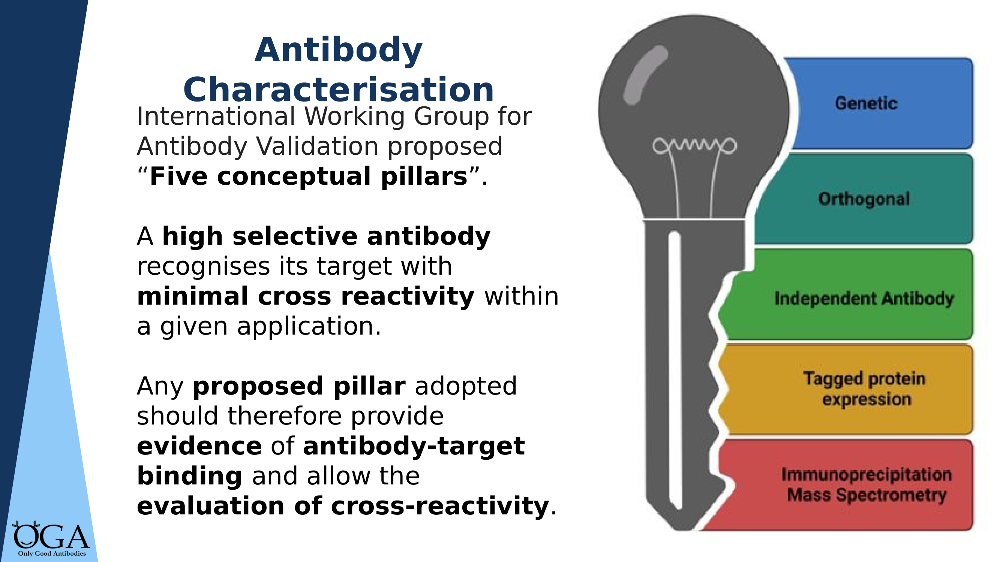 Antibody
Characterisation
International Working Group for
Antibody Validation proposed
“Five conceptual pillars”.
A high selective antibody
recognises its target with
minimal cross reactivity within
a given application.
Any proposed pillar adopted
should therefore provide
evidence of antibody-target
binding and allow the
evaluation of cross-reactivity.
Genetic
Orthogonal
Independent Antibody
Tagged protein
expression
Immunoprecipitation
Mass Spectrometry
OGA
Only Good Antibodies